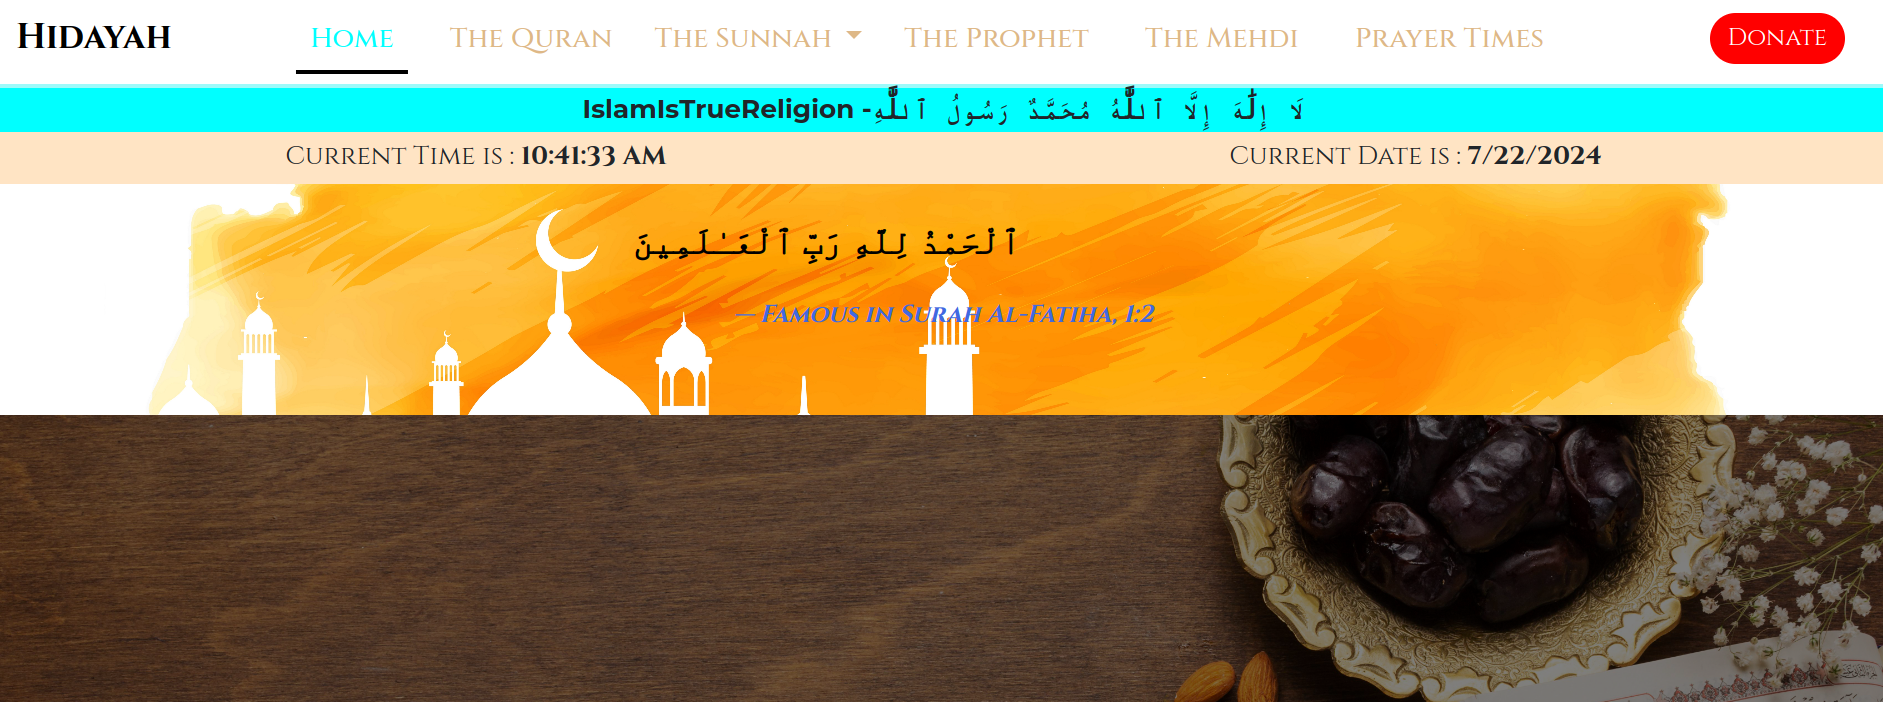 Hidayah
Home
The Quran
The Sunnah
The Prophet
The Mehdi
Prayer Times
Donate
IslamIsTrueReligion -لَا إِلَٰهَ إِلَّا ٱللَّٰهُ مُحَمَّدٌ رَسُولُ ٱللَّٰهِ
Current Time is : 10:41:33 AM
Current Date is : 7/22/2024
ٱلْحَمْدُ لِلَّهِ رَبِّ ٱلْعَـٰلَمِينَ
— Famous in Surah Al-Fatiha, 1:2